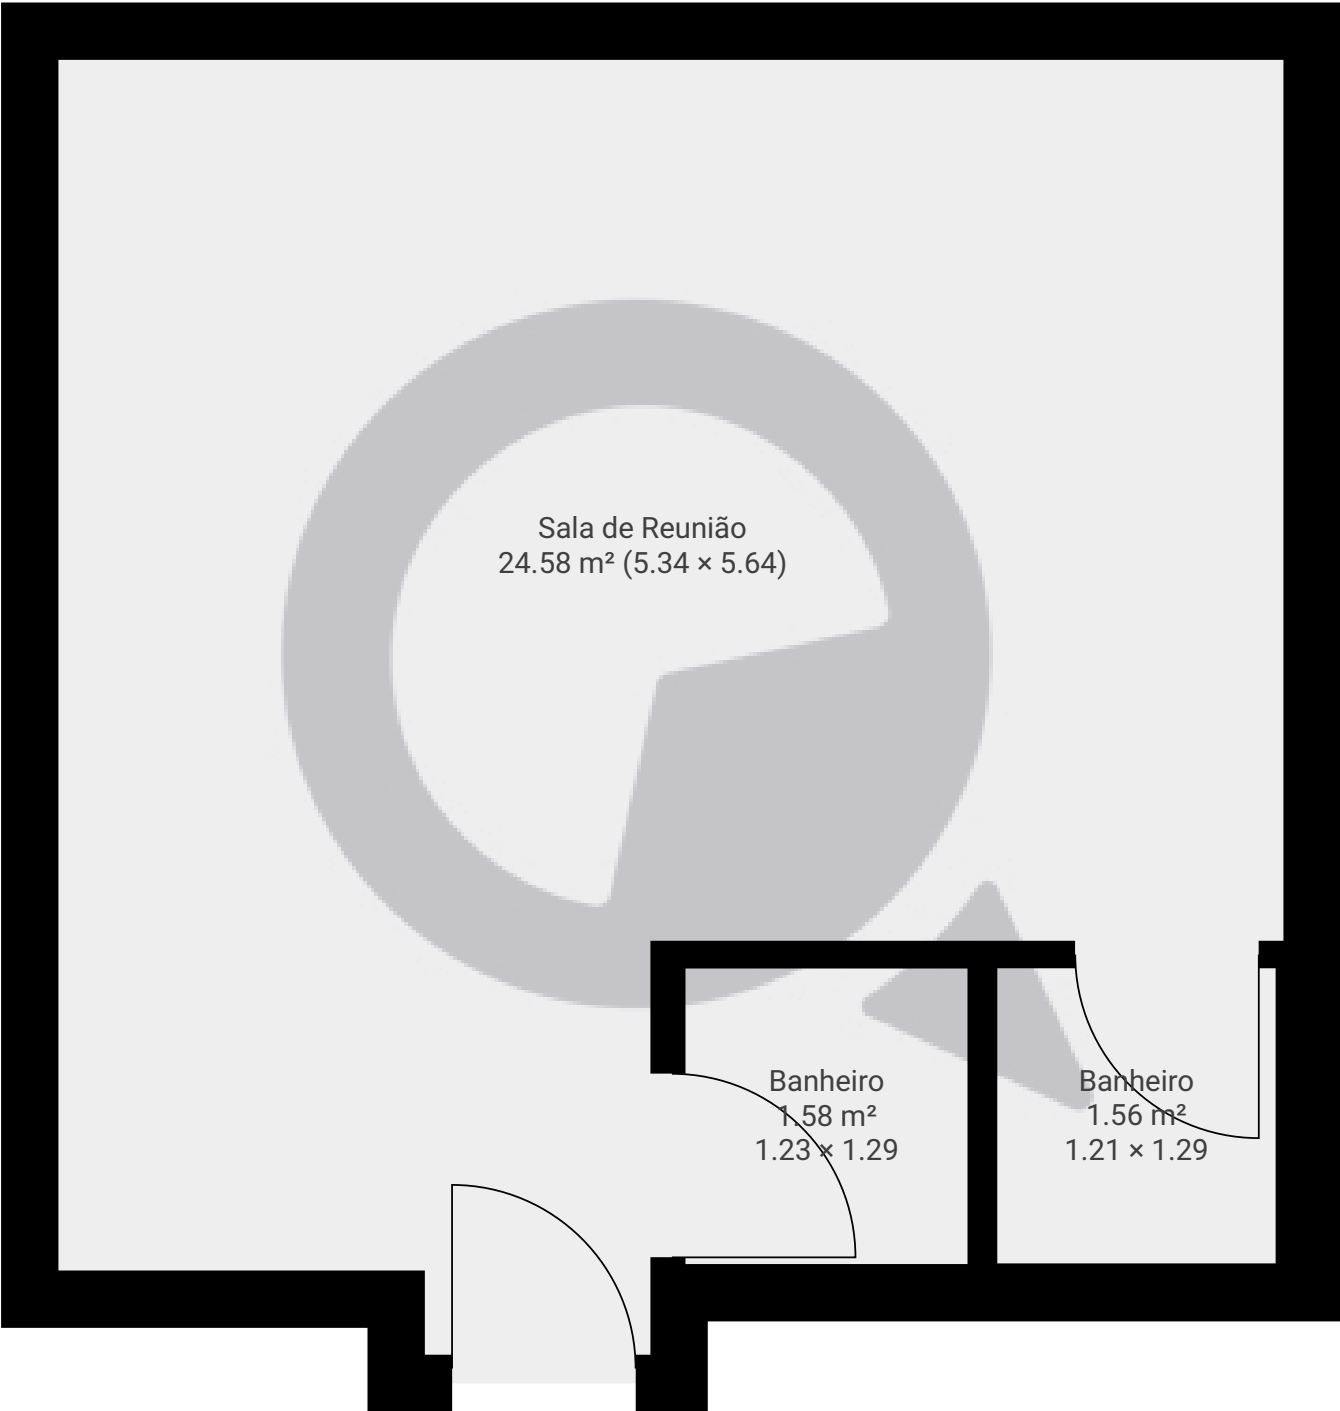 Sala de Reunião
24.58 m² (5.34 × 5.64)
Banheiro
1.58 m²
1.23 × 1.29
Banheiro
1.56 m²
1.21 × 1.29